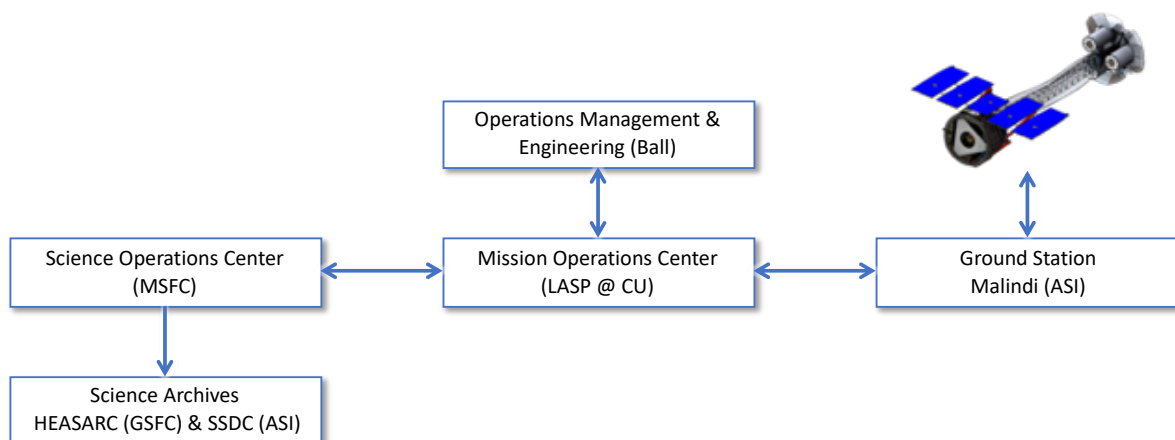 Operations Management &
Engineering (Ball)
Science Operations Center
(MSFC)
Mission Operations Center
(LASP @ CU)
Ground Station
Malindi (ASI)
Science Archives
HEASARC (GSFC) & SSDC (ASI)